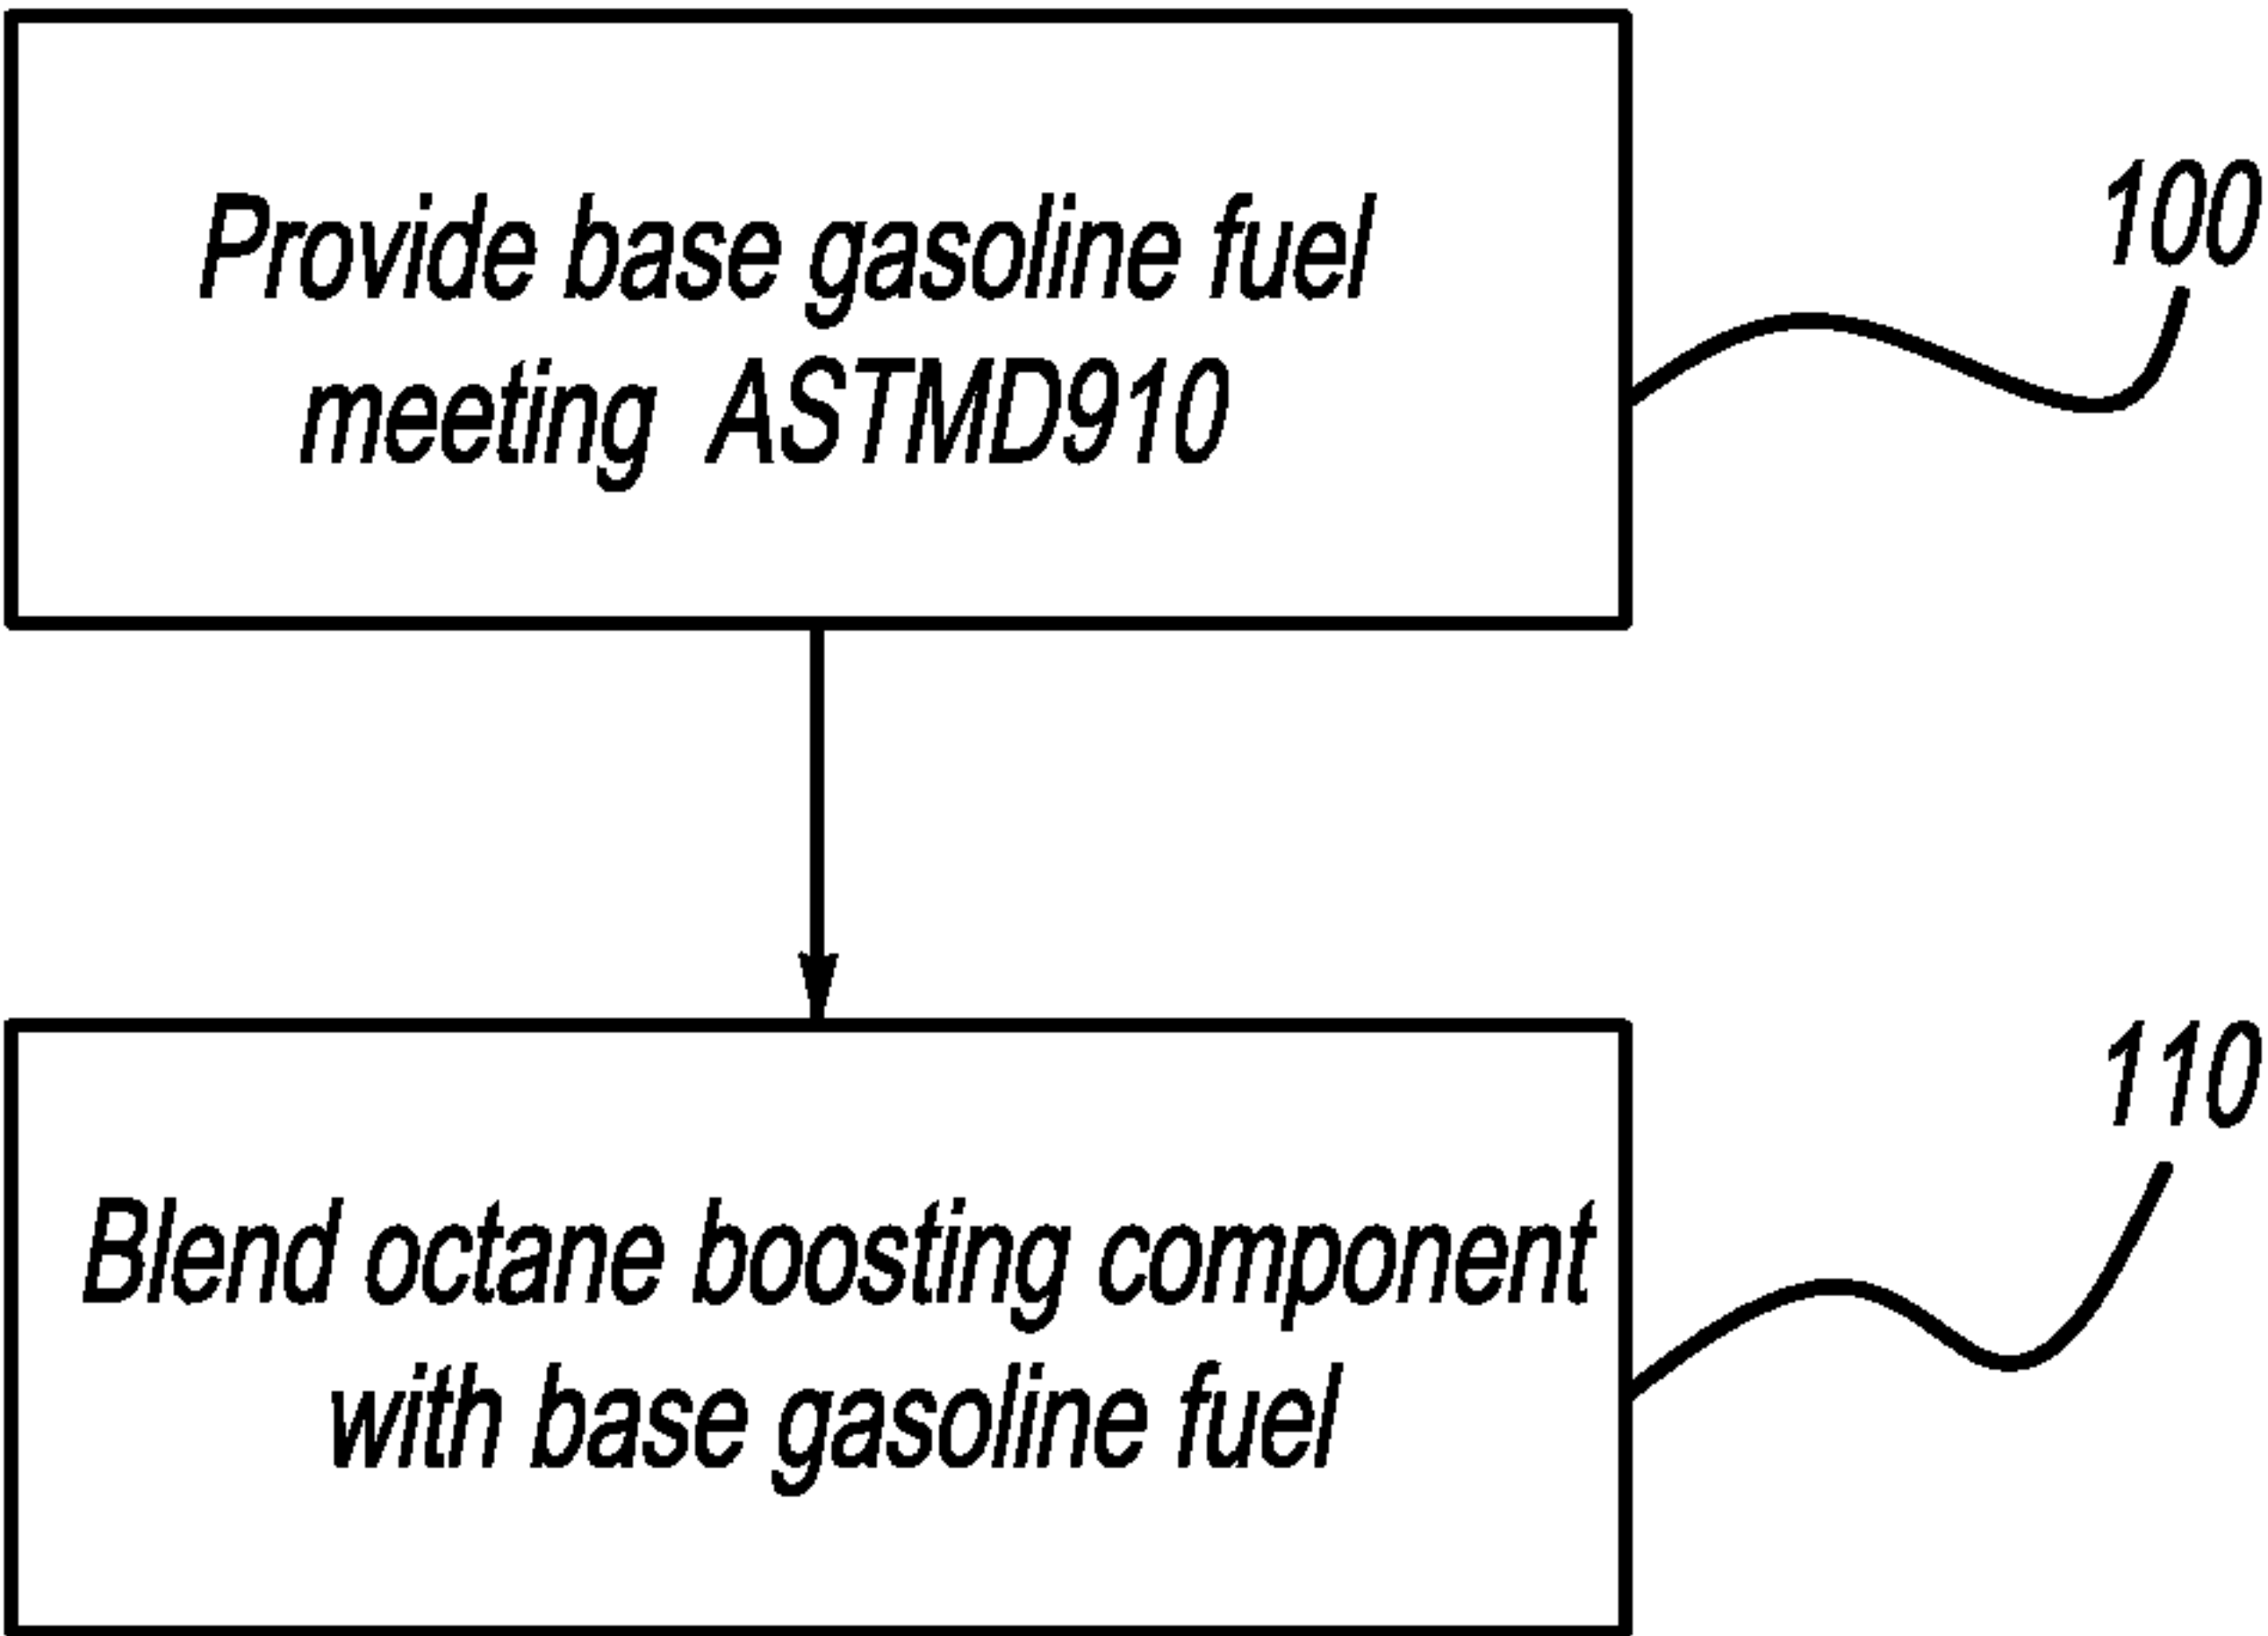 Provide base gasoline fuel
meeting ASTMD910
100
Blend octane boosting component
with base gasoline fuel
110